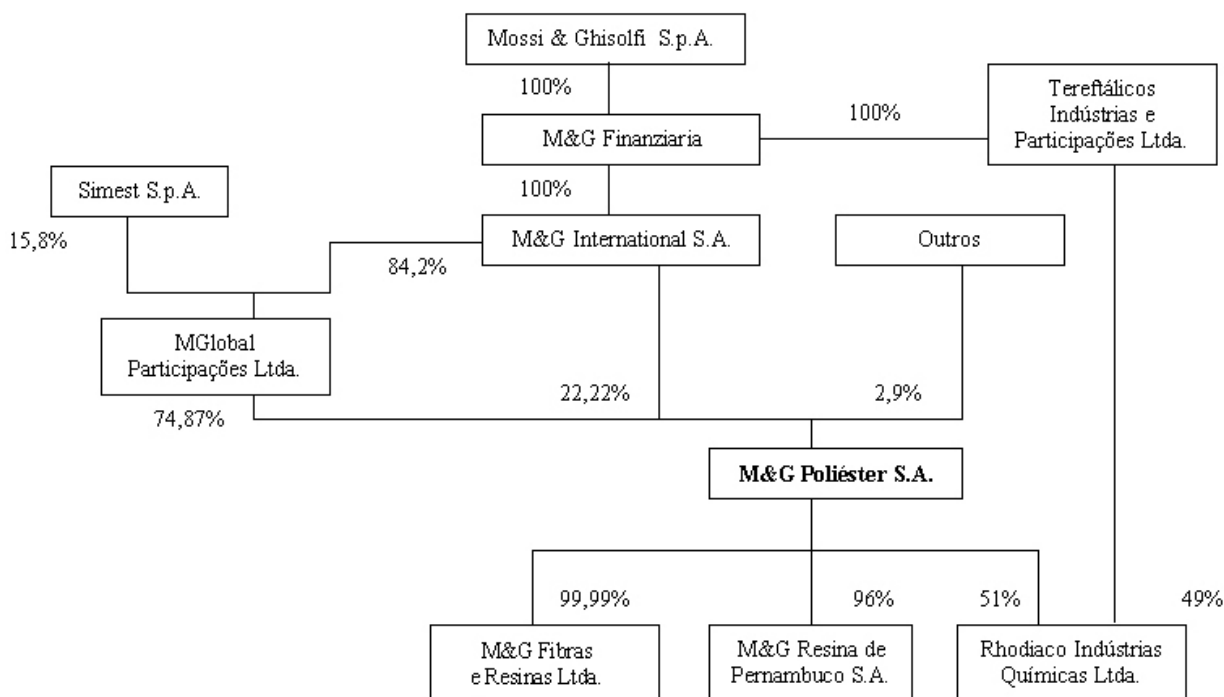 Mossi & Ghisolfi S.p.A.
100%
Tereftálicos
Indústrias e
Participações Ltda.
100%
M&G Finanziaria
Simest S.p.A.
100%
15,8%
M&G International S.A.
Outros
84,2%
MGlobal
Participações Ltda.
74,87%
22,22%
2,9%
M&G Poliéster S.A.
99,99%
96%
51%
49%
M&G Fibras
e Resinas Ltda.
M&G Resina de
Pernambuco S.A.
Rhodiaco Indústrias
Químicas Ltda.